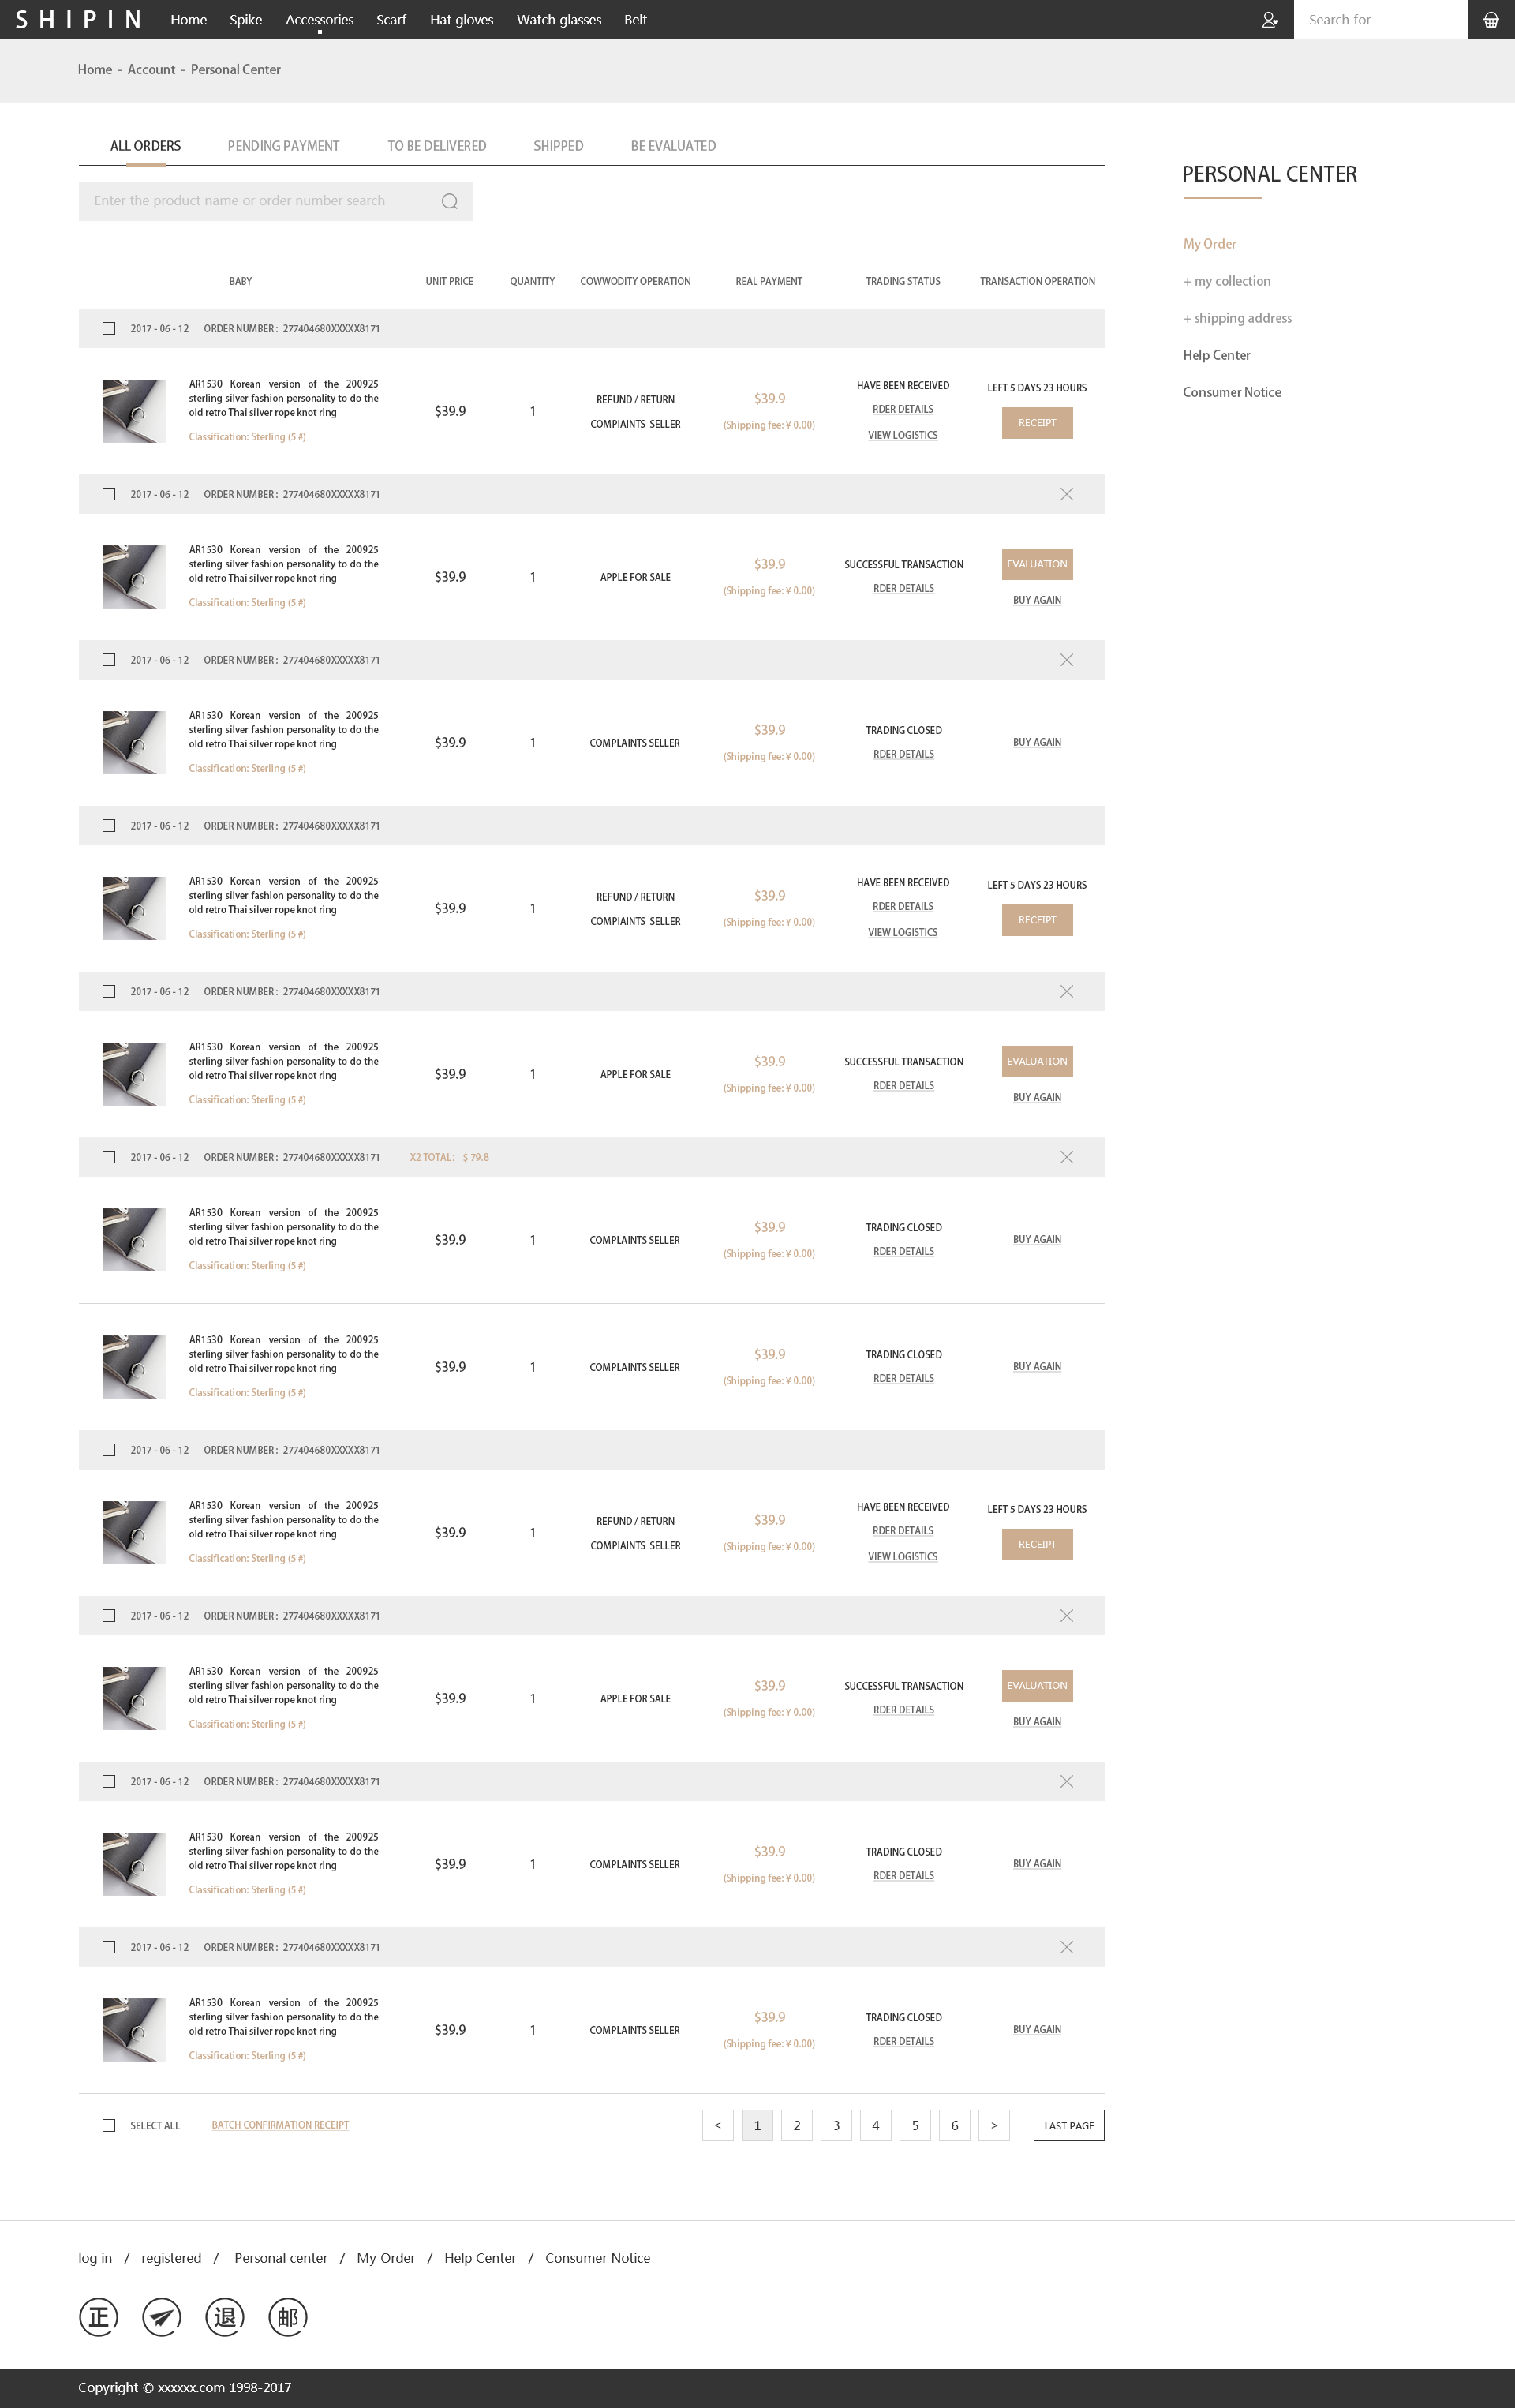 SHIPIN Home Spike Accessories Scarf Hat gloves Watch glasses Belt Search for
Home - Account - Personal Center
ALL ORDERS PENDING PAYMENT TO BE DELIVERED SHIPPED BE EVALUATED
PERSONAL CENTER
My Order
+ my collection
+ shipping address
Help Center
Consumer Notice
Enter the product name or order number search
BABY UNIT PRICE QUANTITY COWWODITY OPERATION REAL PAYMENT TRADING STATUS TRANSACTION OPERATION
2017 - 06 - 12 ORDER NUMBER : 277404680XXXXX8171
AR1530 Korean version of the 200925
sterling silver fashion personality to do the
old retro Thai silver rope knot ring
Classification: Sterling (5 #)
$39.9
1
REFUND / RETURN
COMPIAINTS SELLER
$39.9
(Shipping fee: ¥ 0.00)
HAVE BEEN RECEIVED
RDER DETAILS
VIEW LOGISTICS
LEFT 5 DAYS 23 HOURS
RECEIPT
2017 - 06 - 12 ORDER NUMBER : 277404680XXXXX8171
AR1530 Korean version of the 200925
sterling silver fashion personality to do the
old retro Thai silver rope knot ring
Classification: Sterling (5 #)
$39.9
1
APPLE FOR SALE
$39.9
(Shipping fee: ¥ 0.00)
SUCCESSFUL TRANSACTION
RDER DETAILS
EVALUATION
BUY AGAIN
2017 - 06 - 12 ORDER NUMBER : 277404680XXXXX8171
AR1530 Korean version of the 200925
sterling silver fashion personality to do the
old retro Thai silver rope knot ring
Classification: Sterling (5 #)
$39.9
1
COMPLAINTS SELLER
$39.9
(Shipping fee: ¥ 0.00)
TRADING CLOSED
RDER DETAILS
BUY AGAIN
2017 - 06 - 12 ORDER NUMBER : 277404680XXXXX8171
AR1530 Korean version of the 200925
sterling silver fashion personality to do the
old retro Thai silver rope knot ring
Classification: Sterling (5 #)
$39.9
1
REFUND / RETURN
COMPIAINTS SELLER
$39.9
(Shipping fee: ¥ 0.00)
HAVE BEEN RECEIVED
RDER DETAILS
VIEW LOGISTICS
LEFT 5 DAYS 23 HOURS
RECEIPT
2017 - 06 - 12 ORDER NUMBER : 277404680XXXXX8171
AR1530 Korean version of the 200925
sterling silver fashion personality to do the
old retro Thai silver rope knot ring
Classification: Sterling (5 #)
$39.9
1
APPLE FOR SALE
$39.9
(Shipping fee: ¥ 0.00)
SUCCESSFUL TRANSACTION
RDER DETAILS
EVALUATION
BUY AGAIN
2017 - 06 - 12 ORDER NUMBER : 277404680XXXXX8171 X2 TOTAL: $ 79.8
AR1530 Korean version of the 200925
sterling silver fashion personality to do the
old retro Thai silver rope knot ring
Classification: Sterling (5 #)
$39.9
1
COMPLAINTS SELLER
$39.9
(Shipping fee: ¥ 0.00)
TRADING CLOSED
RDER DETAILS
BUY AGAIN
AR1530 Korean version of the 200925
sterling silver fashion personality to do the
old retro Thai silver rope knot ring
Classification: Sterling (5 #)
$39.9
1
COMPLAINTS SELLER
$39.9
(Shipping fee: ¥ 0.00)
TRADING CLOSED
RDER DETAILS
BUY AGAIN
2017 - 06 - 12 ORDER NUMBER : 277404680XXXXX8171
AR1530 Korean version of the 200925
sterling silver fashion personality to do the
old retro Thai silver rope knot ring
Classification: Sterling (5 #)
$39.9
1
REFUND / RETURN
COMPIAINTS SELLER
$39.9
(Shipping fee: ¥ 0.00)
HAVE BEEN RECEIVED
RDER DETAILS
VIEW LOGISTICS
LEFT 5 DAYS 23 HOURS
RECEIPT
2017 - 06 - 12 ORDER NUMBER : 277404680XXXXX8171
AR1530 Korean version of the 200925
sterling silver fashion personality to do the
old retro Thai silver rope knot ring
Classification: Sterling (5 #)
$39.9
1
APPLE FOR SALE
$39.9
(Shipping fee: ¥ 0.00)
SUCCESSFUL TRANSACTION
RDER DETAILS
EVALUATION
BUY AGAIN
2017 - 06 - 12 ORDER NUMBER : 277404680XXXXX8171
AR1530 Korean version of the 200925
sterling silver fashion personality to do the
old retro Thai silver rope knot ring
Classification: Sterling (5 #)
$39.9
1
COMPLAINTS SELLER
$39.9
(Shipping fee: ¥ 0.00)
TRADING CLOSED
RDER DETAILS
BUY AGAIN
2017 - 06 - 12 ORDER NUMBER : 277404680XXXXX8171
AR1530 Korean version of the 200925
sterling silver fashion personality to do the
old retro Thai silver rope knot ring
Classification: Sterling (5 #)
$39.9
1
COMPLAINTS SELLER
$39.9
(Shipping fee: ¥ 0.00)
TRADING CLOSED
RDER DETAILS
BUY AGAIN
SELECT ALL BATCH CONFIRMATION RECEIPT < 1 2 3 4 5 6 > LAST PAGE
log in / registered / Personal center / My Order / Help Center / Consumer Notice
正 退 邮
Copyright © xxxxxx.com 1998-2017